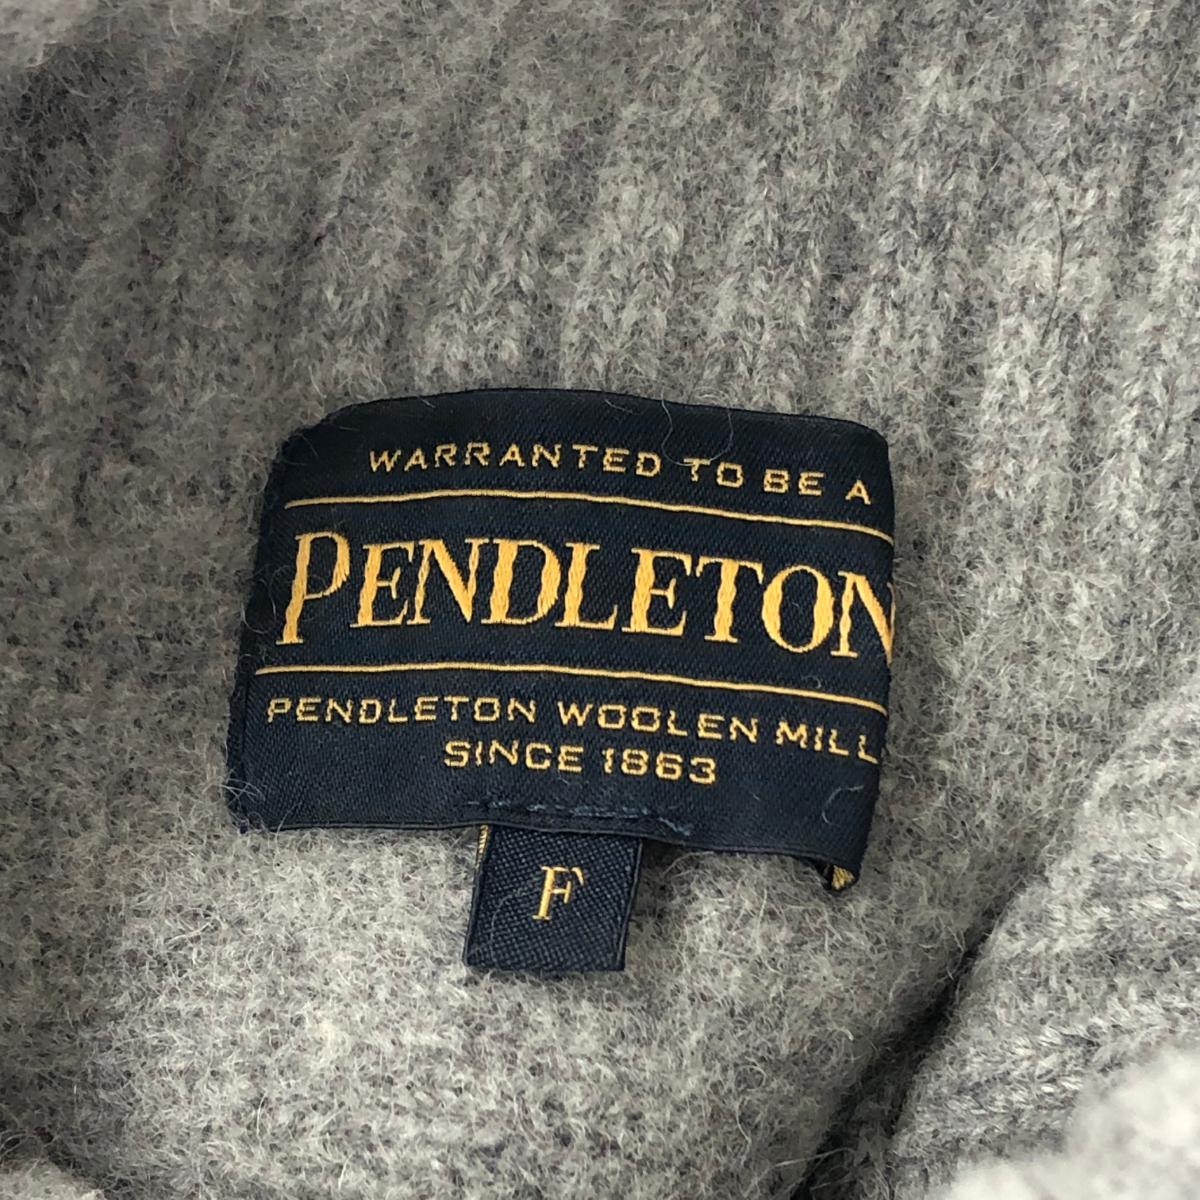 WARRANTED TO BE A
PENDLETON
PENDLETON WOOLEN MILL
SINCE 1863
F